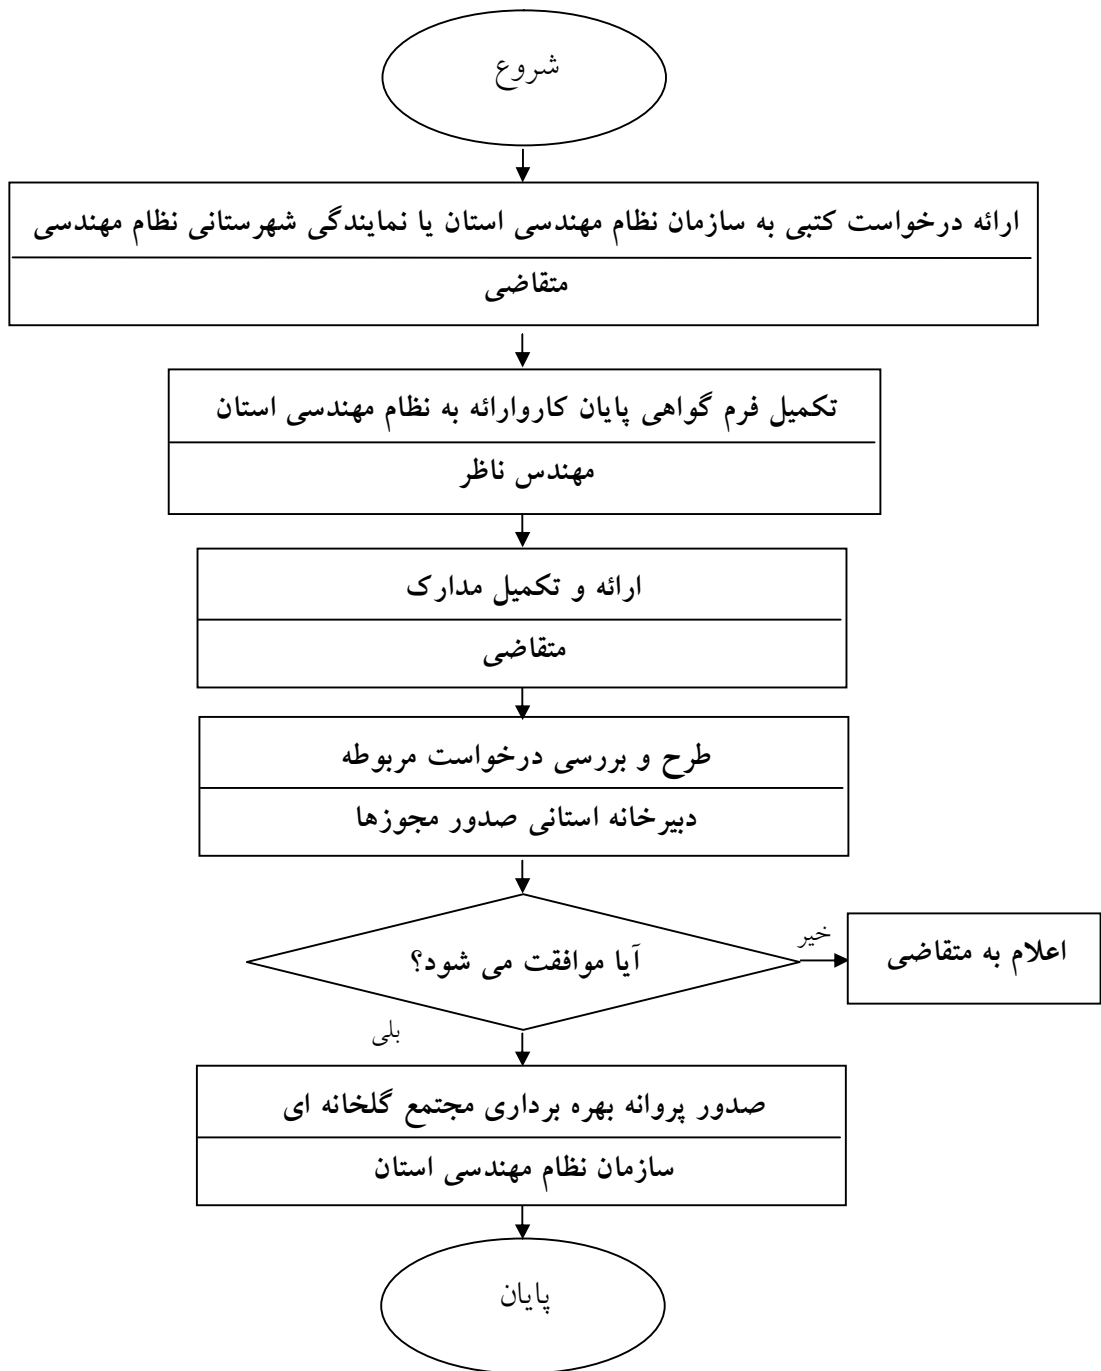 شروع
ارائه درخواست کتبی به سازمان نظام مهندسی استان یا نمایندگی شهرستانی نظام مهندسی
متقاضی
تکمیل فرم گواهی پایان کاروارائه به نظام مهندسی استان
مهندس ناظر
ارائه و تکمیل مدارک
متقاضی
طرح و بررسی درخواست مربوطه
دبیرخانه استانی صدور مجوزها
آیا موافقت می شود؟
خیر
اعلام به متقاضی
بلی
صدور پروانه بهره برداری مجتمع گلخانه ای
سازمان نظام مهندسی استان
پایان